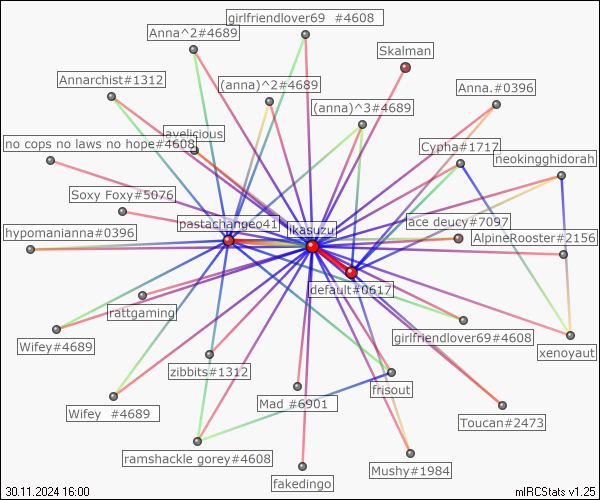 girlfriendlover69 #4608
Anna^2#4689
Skalman
Annarchist#1312
(anna)^2#4689
Anna.#0396
(anna)^3#4689
avelicious
no cops no laws no hope#4608
Cypha#1717
neokingghidorah
Soxy Foxy#5076
pastachangeo41
ikasuzu
ace deucy#7097
hypomanianna#0396
AlpineRooster#2156
default#0617
rattgaming
girlfriendlover69#4608
Wifey#4689
xenoyaut
zibbits#1312
frisout
Mad #6901
Wifey #4689
Toucan#2473
ramshackle gorey#4608
Mushy#1984
fakedingo
30.11.2024 16:00
mIRCStats v1.25